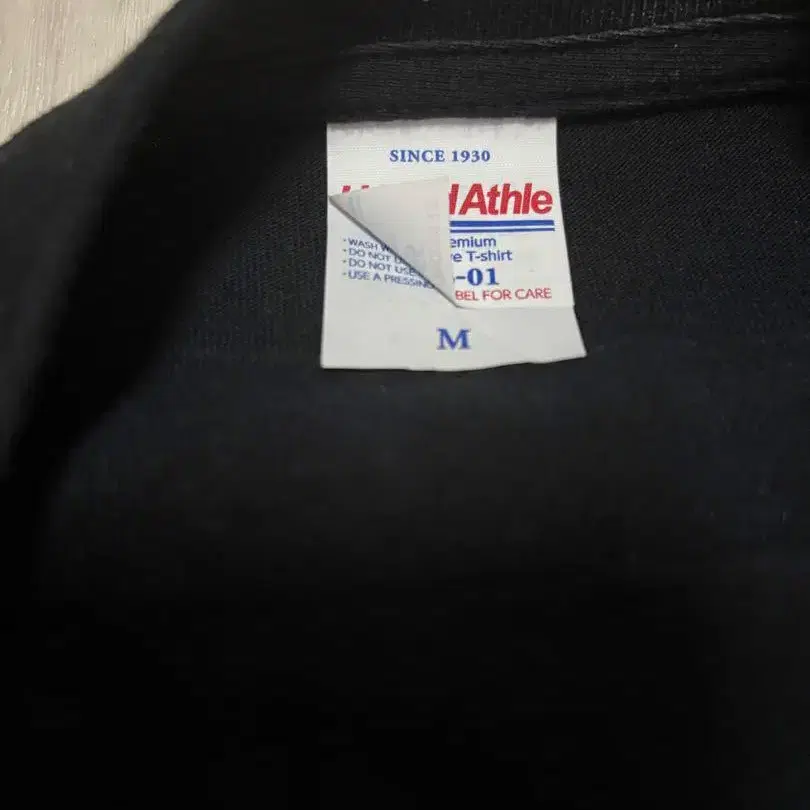 SINCE 1930
Athle
emium
e T-shirt
-01
BEL FOR CARE
· WASH W
· DO NOT D
· DO NOT USE
· USE A PRESSING
M